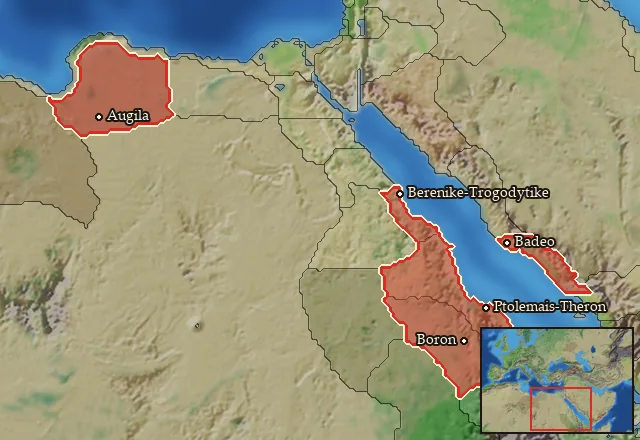 Augila
Berenike-Trogodytike
Badeo
Ptolemais-Theron
Boron